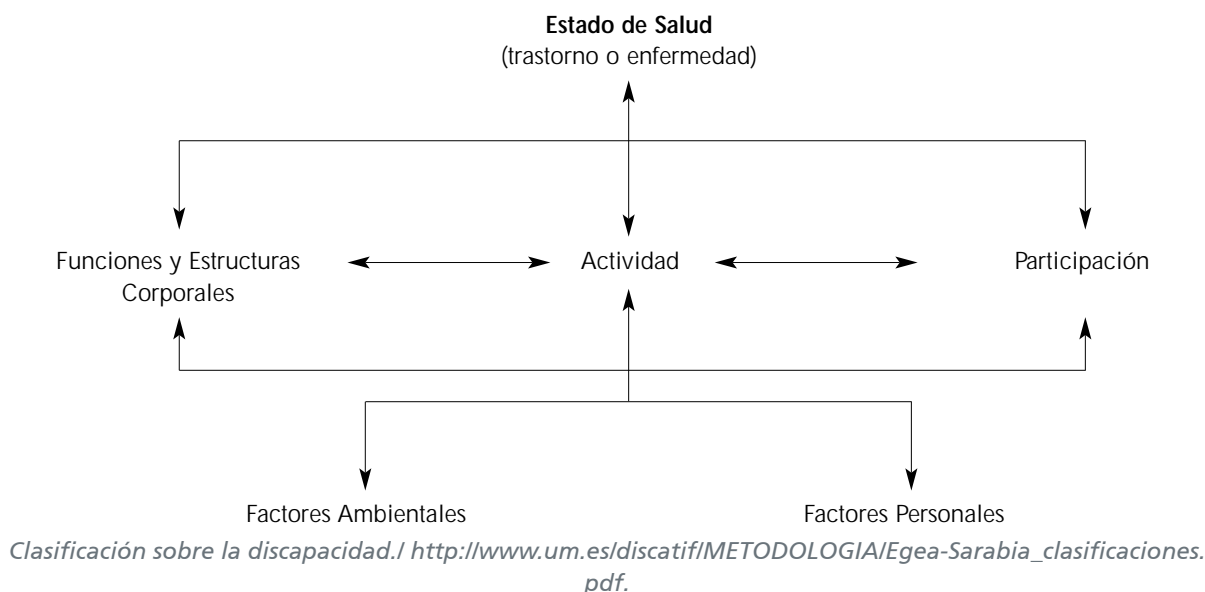 Estado de Salud
(trastorno o enfermedad)
Funciones y Estructuras
Corporales
Actividad
Participación
Factores Ambientales
Factores Personales
Clasificación sobre la discapacidad./ http://www.um.es/discatif/METODOLOGIA/Egea-Sarabia_clasificaciones.
pdf.